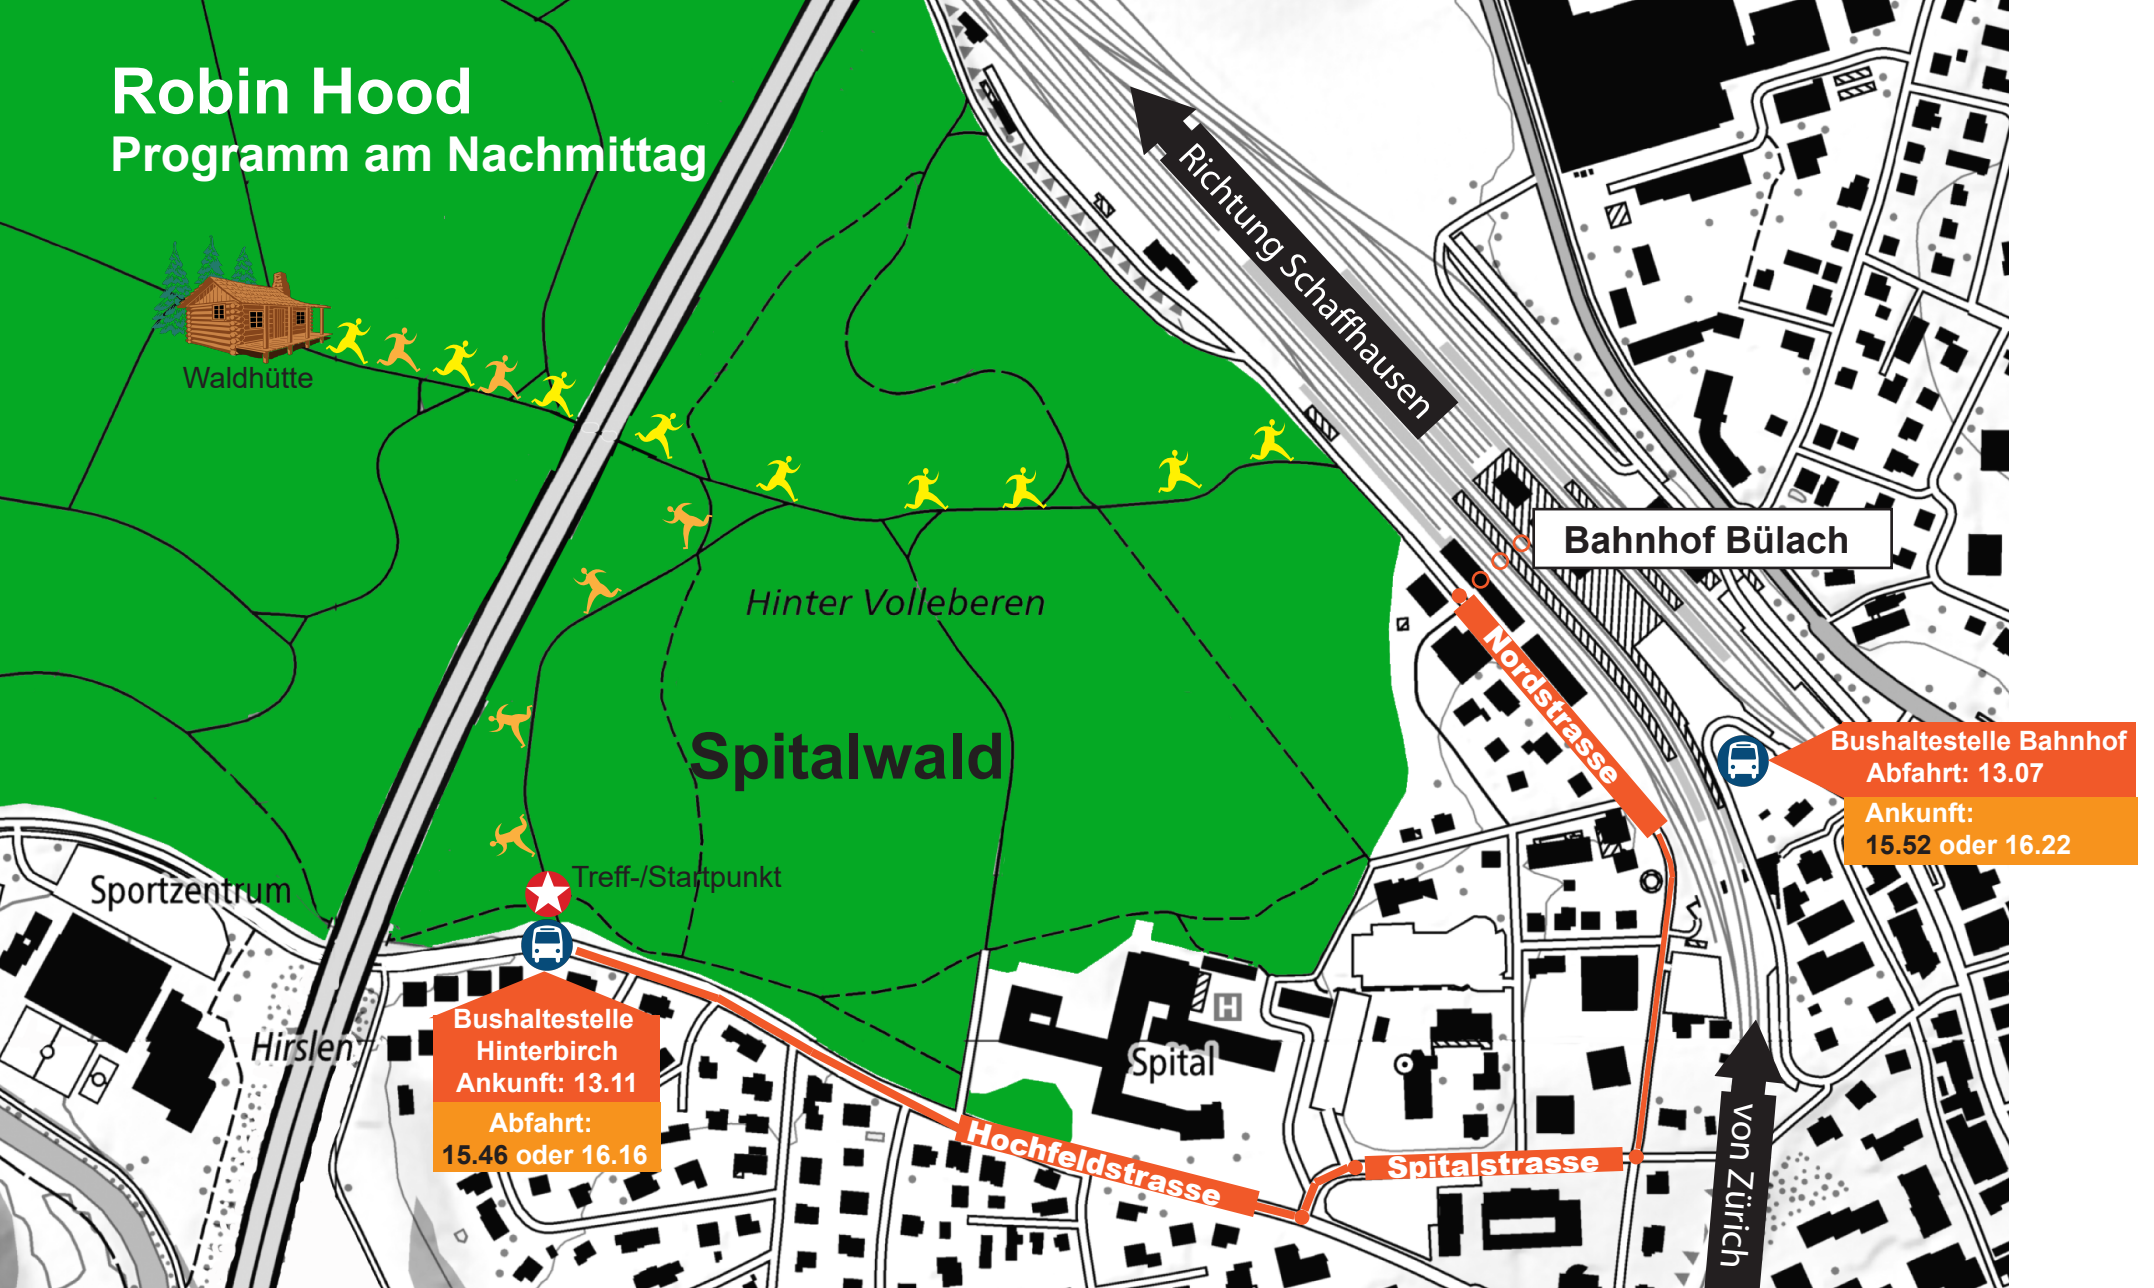 Robin Hood
Programm am Nachmittag
Richtung Schaffhausen
Waldhütte
Bahnhof Bülach
Hinter Volleberen
Nordstrasse
Spitalwald
Bushaltestelle Bahnhof
Abfahrt: 13.07
Ankunft:
15.52 oder 16.22
Treff-/Startpunkt
Sportzentrum
H
Hirslen
Spital
Bushaltestelle
Hinterbirch
Ankunft: 13.11
Abfahrt:
15.46 oder 16.16
Hochfeldstrasse
Spitalstrasse
von Zürich